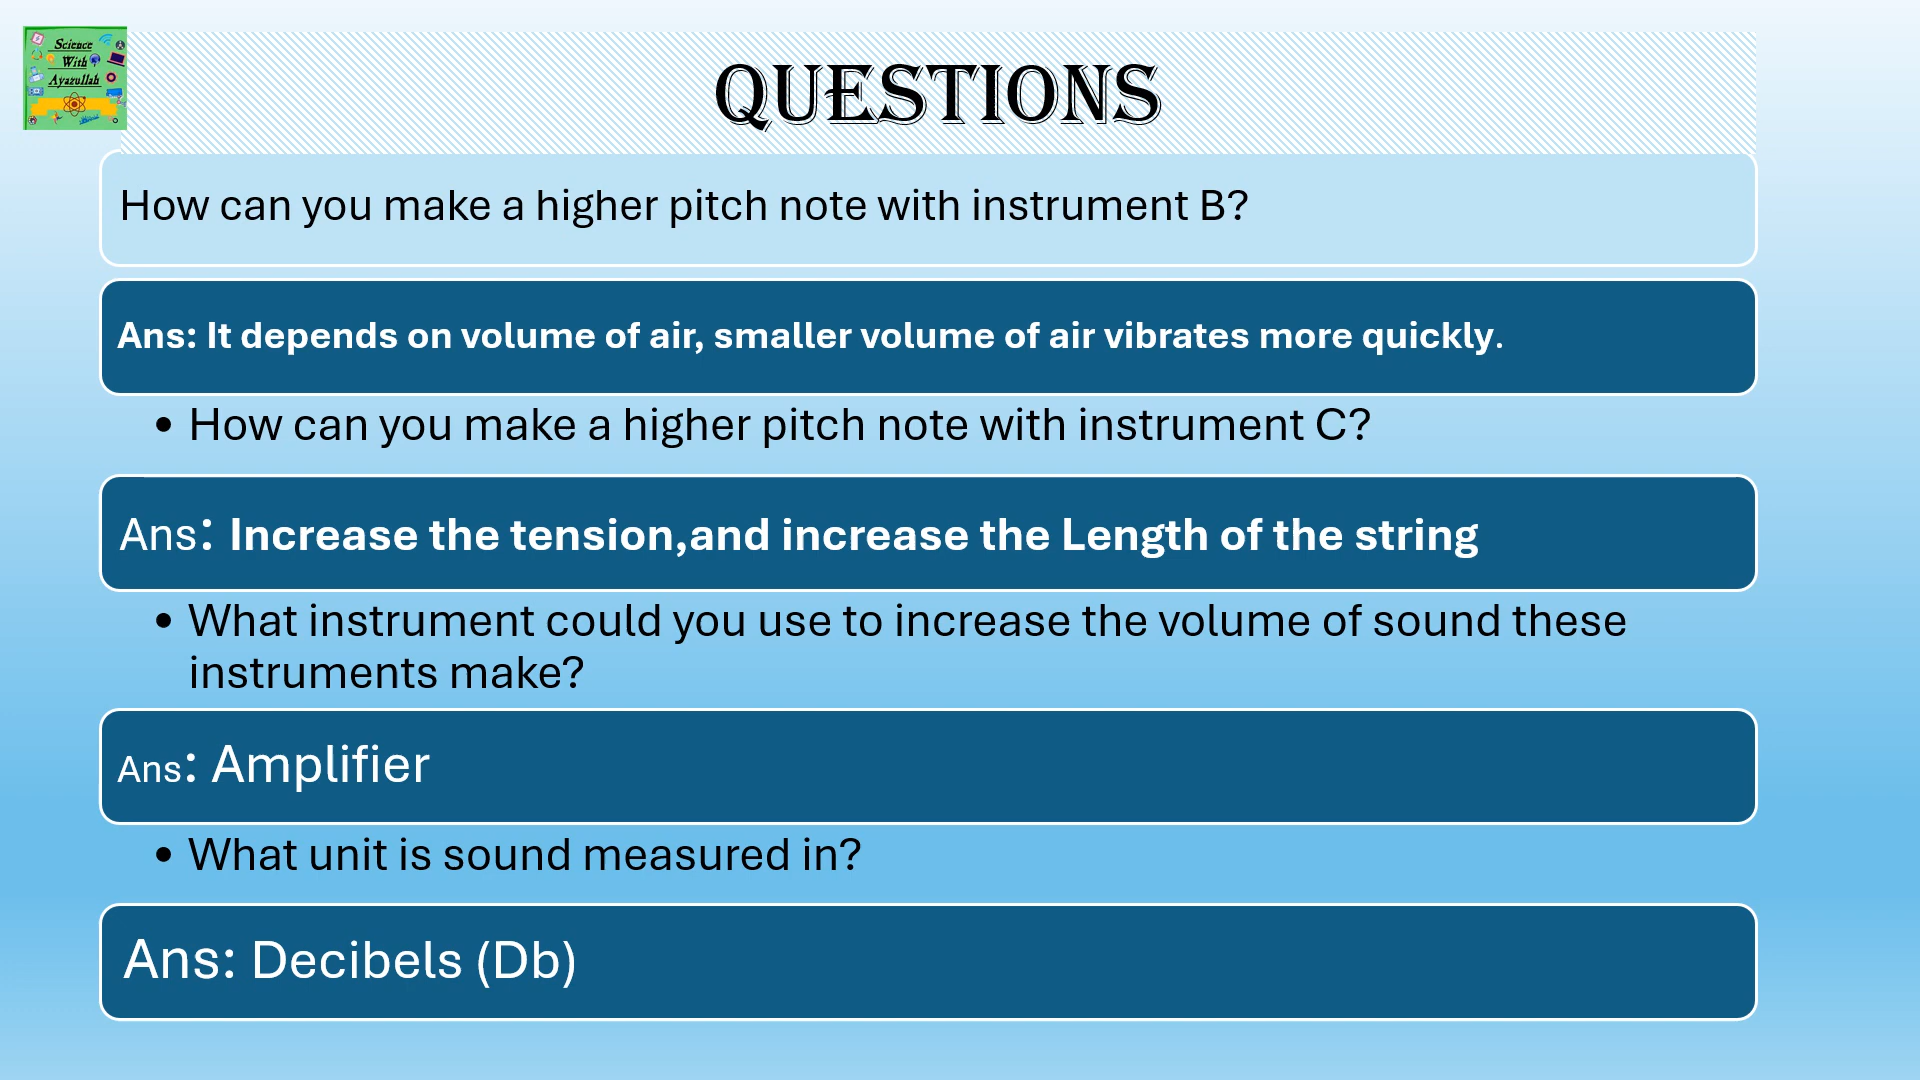 Science
With
Ayazullah
QUESTIONS
How can you make a higher pitch note with instrument B?
Ans: It depends on volume of air, smaller volume of air vibrates more quickly.
• How can you make a higher pitch note with instrument C?
Ans: Increase the tension,and increase the Length of the string
• What instrument could you use to increase the volume of sound these
instruments make?
Ans: Amplifier
• What unit is sound measured in?
Ans: Decibels (Db)